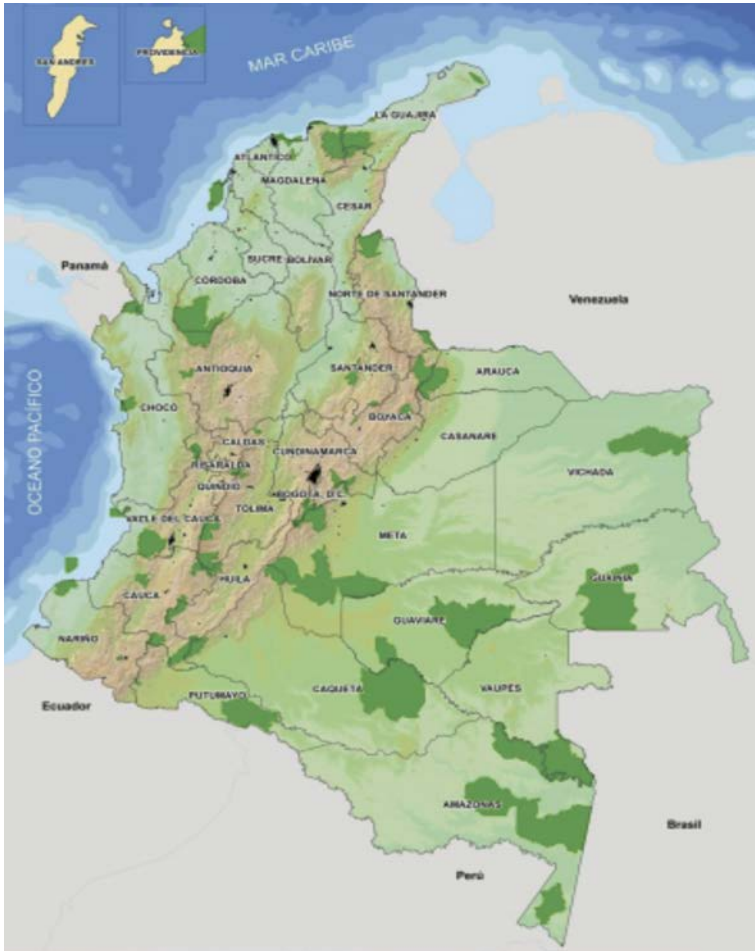 SAN ANDRES
PROVIDENCIA
MAR CARIBE
LA GUAJIRA
ATLANTICO
MAGDALENA
CESAR
SUCRE
BOLIVAR
Panamá
CORDOBA
NORTE DE SANTANDER
Venezuela
ANTIOQUIA
SANTANDER
ARAUCA
OCEANO PACÍFICO
CHOCO
BOYACA
CASANARE
CALDAS
CUNDINAMARCA
RISARALDA
VICHADA
QUINDIO
BOGOTA, D.C.
TOLIMA
VALLE DEL CAUCA
META
HUILA
GUAINIA
CAUCA
GUAVIARE
NARIÑO
PUTUMAYO
CAQUETA
VAUPES
Ecuador
AMAZONAS
Brasil
Perú